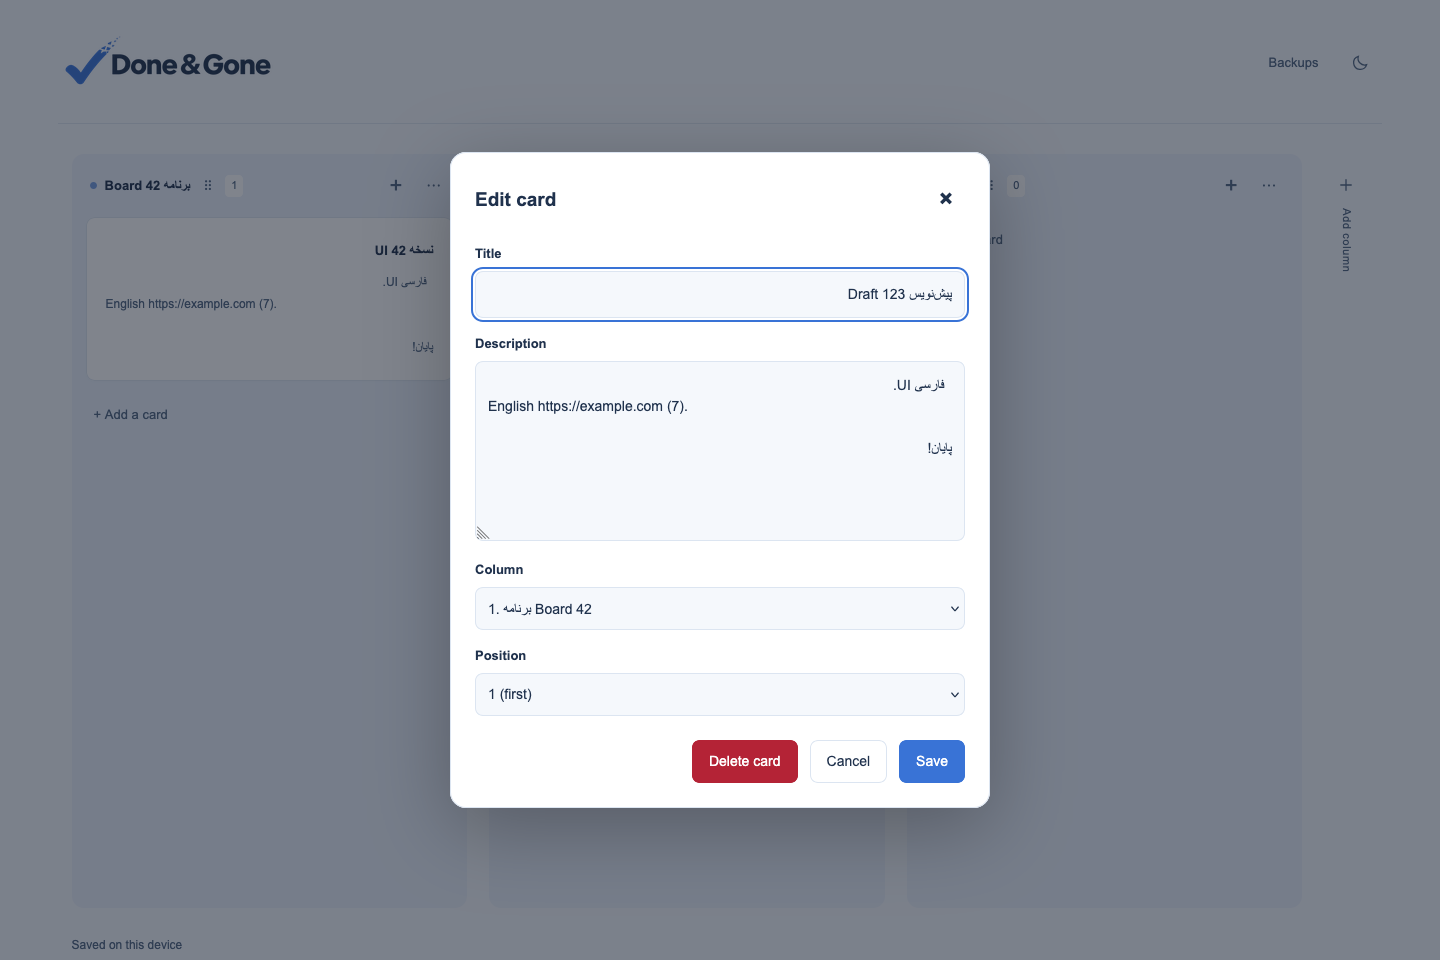 Done & Gone
Backups
برنامه Board 42
1
نسخه UI 42
فارسی UI.
English https://example.com (7).
پایان!
+ Add a card
Edit card
Title
پیش‌نویس Draft 123
Description
فارسی UI.
English https://example.com (7).
پایان!
Column
1. برنامه Board 42
Position
1 (first)
Delete card
Cancel
Save
0
Add column
Saved on this device